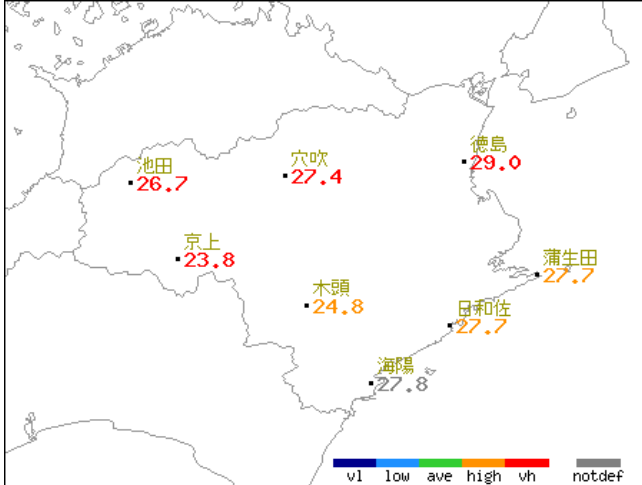 徳島
29.0
穴吹
27.4
池田
26.7
京上
23.8
蒲生田
27.7
木頭
24.8
日和佐
27.7
海陽
27.8
vl low ave high vh notdef